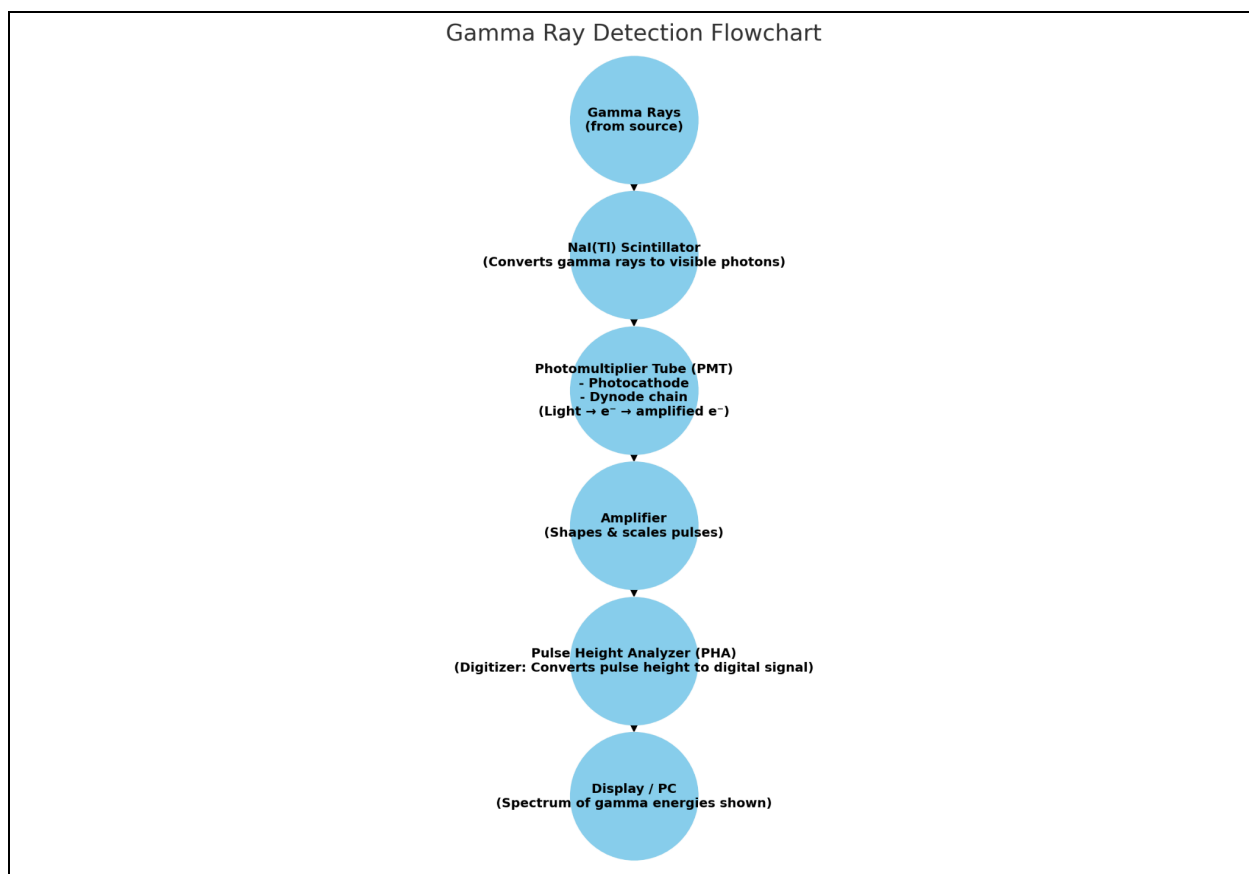 Gamma Ray Detection Flowchart
Gamma Rays
(from source)
NaI(Tl) Scintillator
(Converts gamma rays to visible photons)
Photomultiplier Tube (PMT)
- Photocathode
- Dynode chain
(Light → e⁻ → amplified e⁻)
Amplifier
(Shapes & scales pulses)
Pulse Height Analyzer (PHA)
(Digitizer: Converts pulse height to digital signal)
Display / PC
(Spectrum of gamma energies shown)